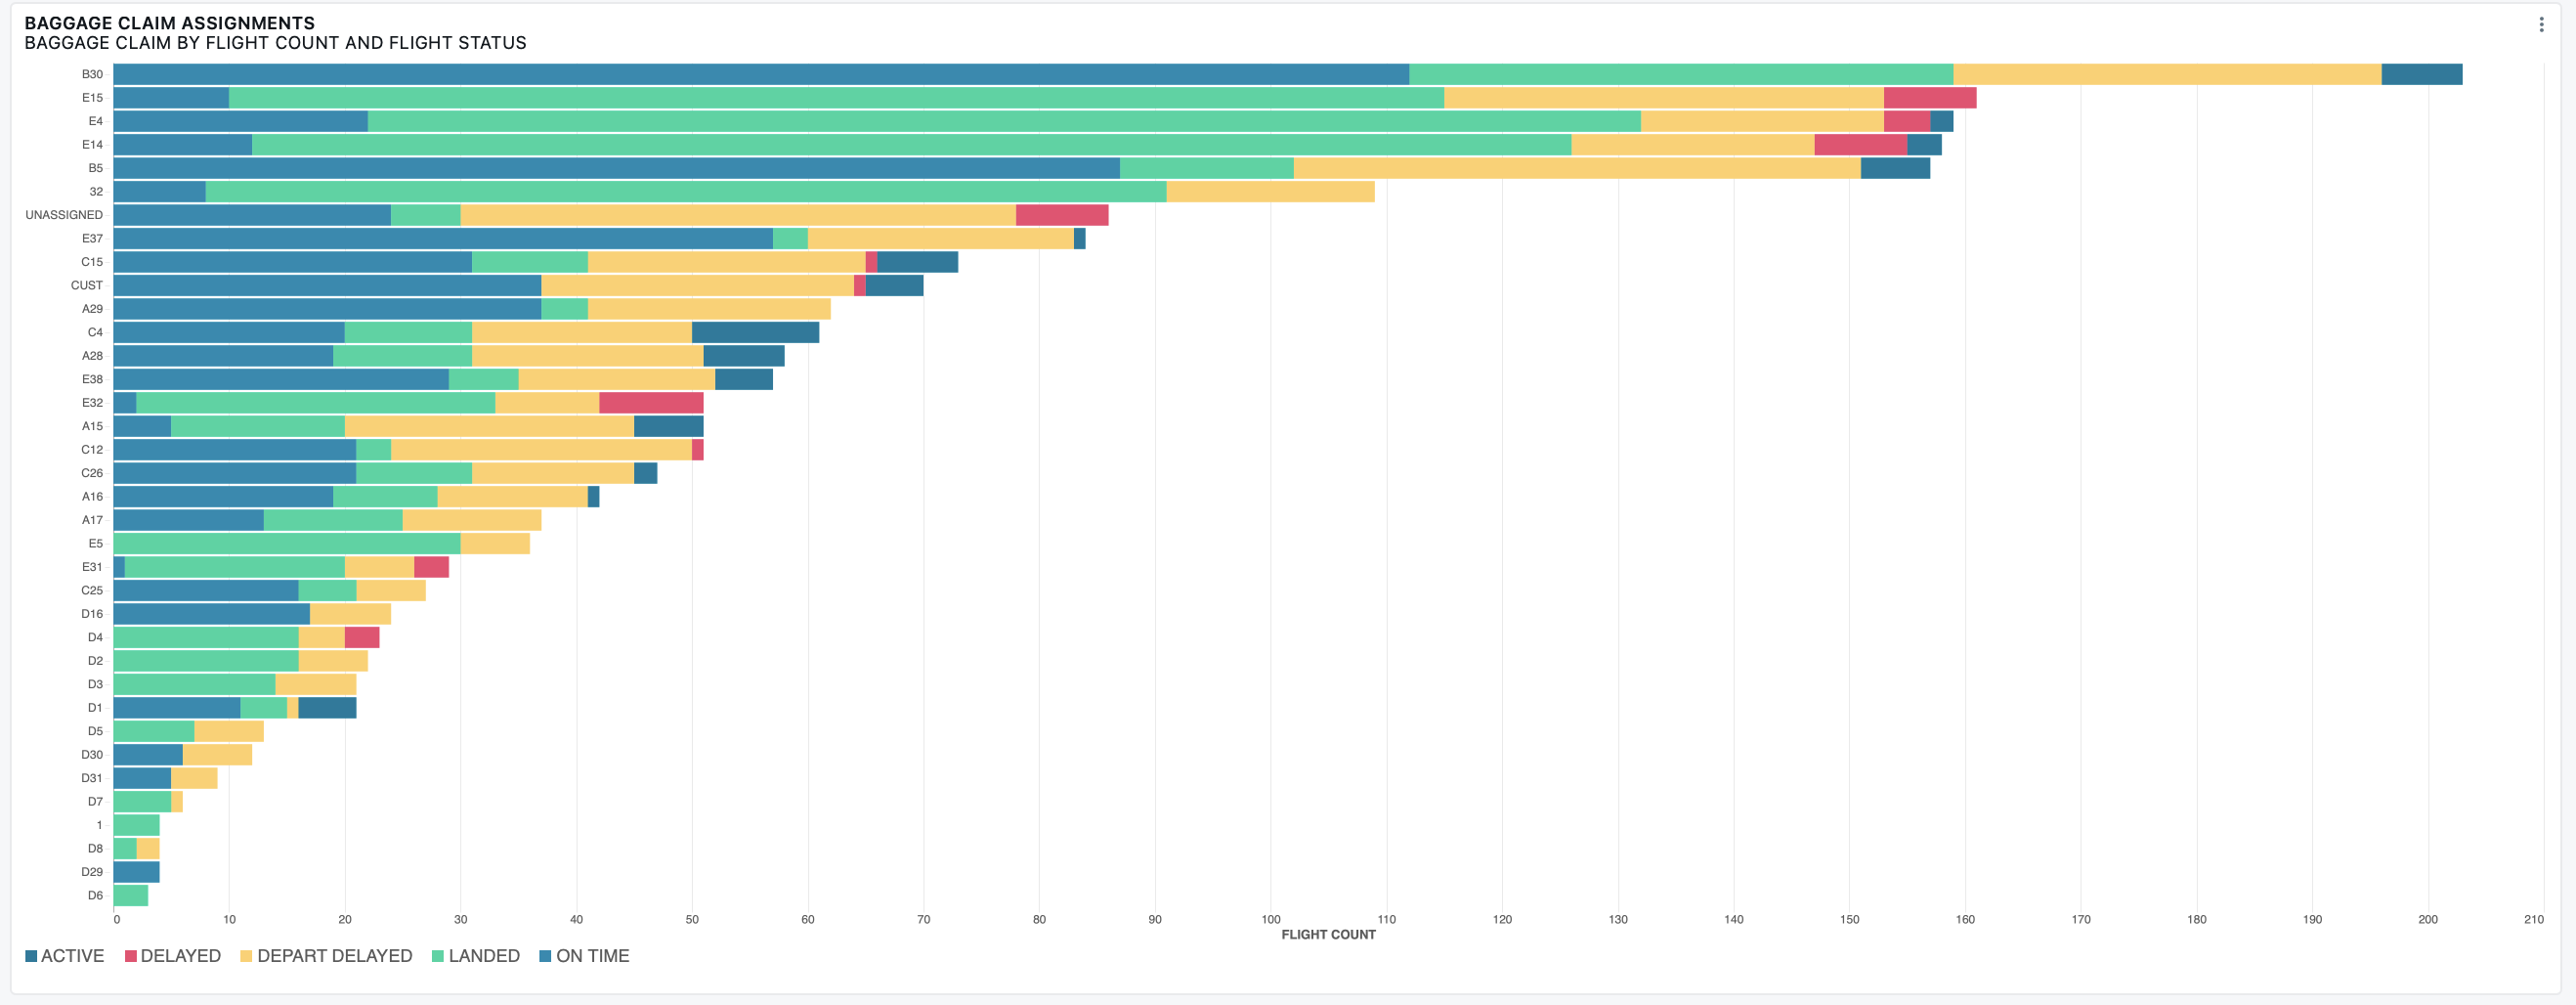 BAGGAGE CLAIM ASSIGNMENTS
BAGGAGE CLAIM BY FLIGHT COUNT AND FLIGHT STATUS
B30
E15
E4
E14
B5
32
UNASSIGNED
E37
C15
CUST
A29
C4
A28
E38
E32
A15
C12
C26
A16
A17
E5
E31
C25
D16
D4
D2
D3
D1
D5
D30
D31
D7
1
D8
D29
D6
0 10 20 30 40 50 60 70 80 90 100 110 120 130 140 150 160 170 180 190 200 210
FLIGHT COUNT
ACTIVE DELAYED DEPART DELAYED LANDED ON TIME